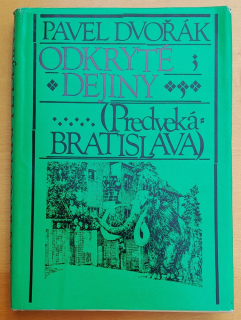 PAVEL DVOŘÁK
ODKRYTÉ
DEJINY
(Predveká
BRATISLAVA)